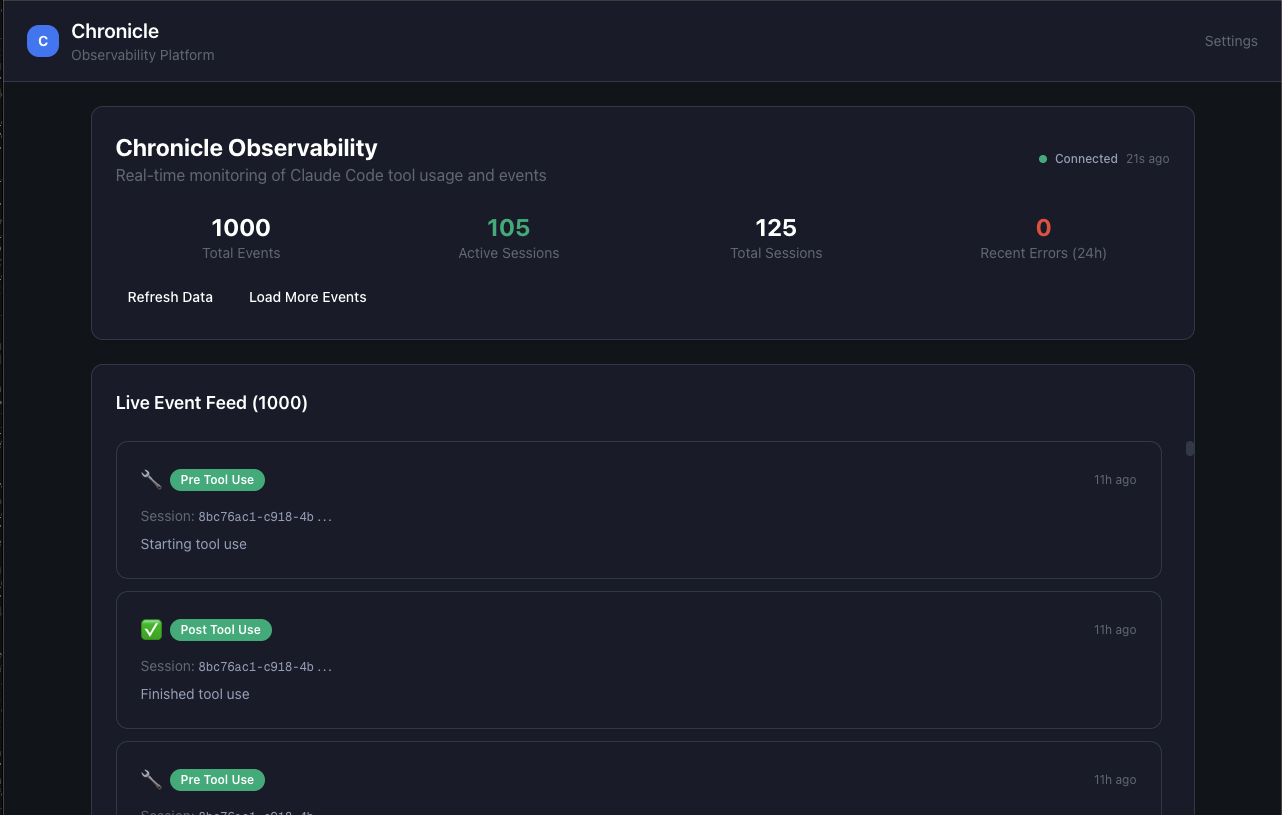 C
Chronicle
Observability Platform
Settings
Chronicle Observability
Real-time monitoring of Claude Code tool usage and events
Connected 21s ago
1000
Total Events
105
Active Sessions
125
Total Sessions
0
Recent Errors (24h)
Refresh Data
Load More Events
Live Event Feed (1000)
Pre Tool Use
11h ago
Session: 8bc76ac1-c918-4b...
Starting tool use
Post Tool Use
11h ago
Session: 8bc76ac1-c918-4b...
Finished tool use
Pre Tool Use
11h ago
Session: 8bc76ac1-c918-4b